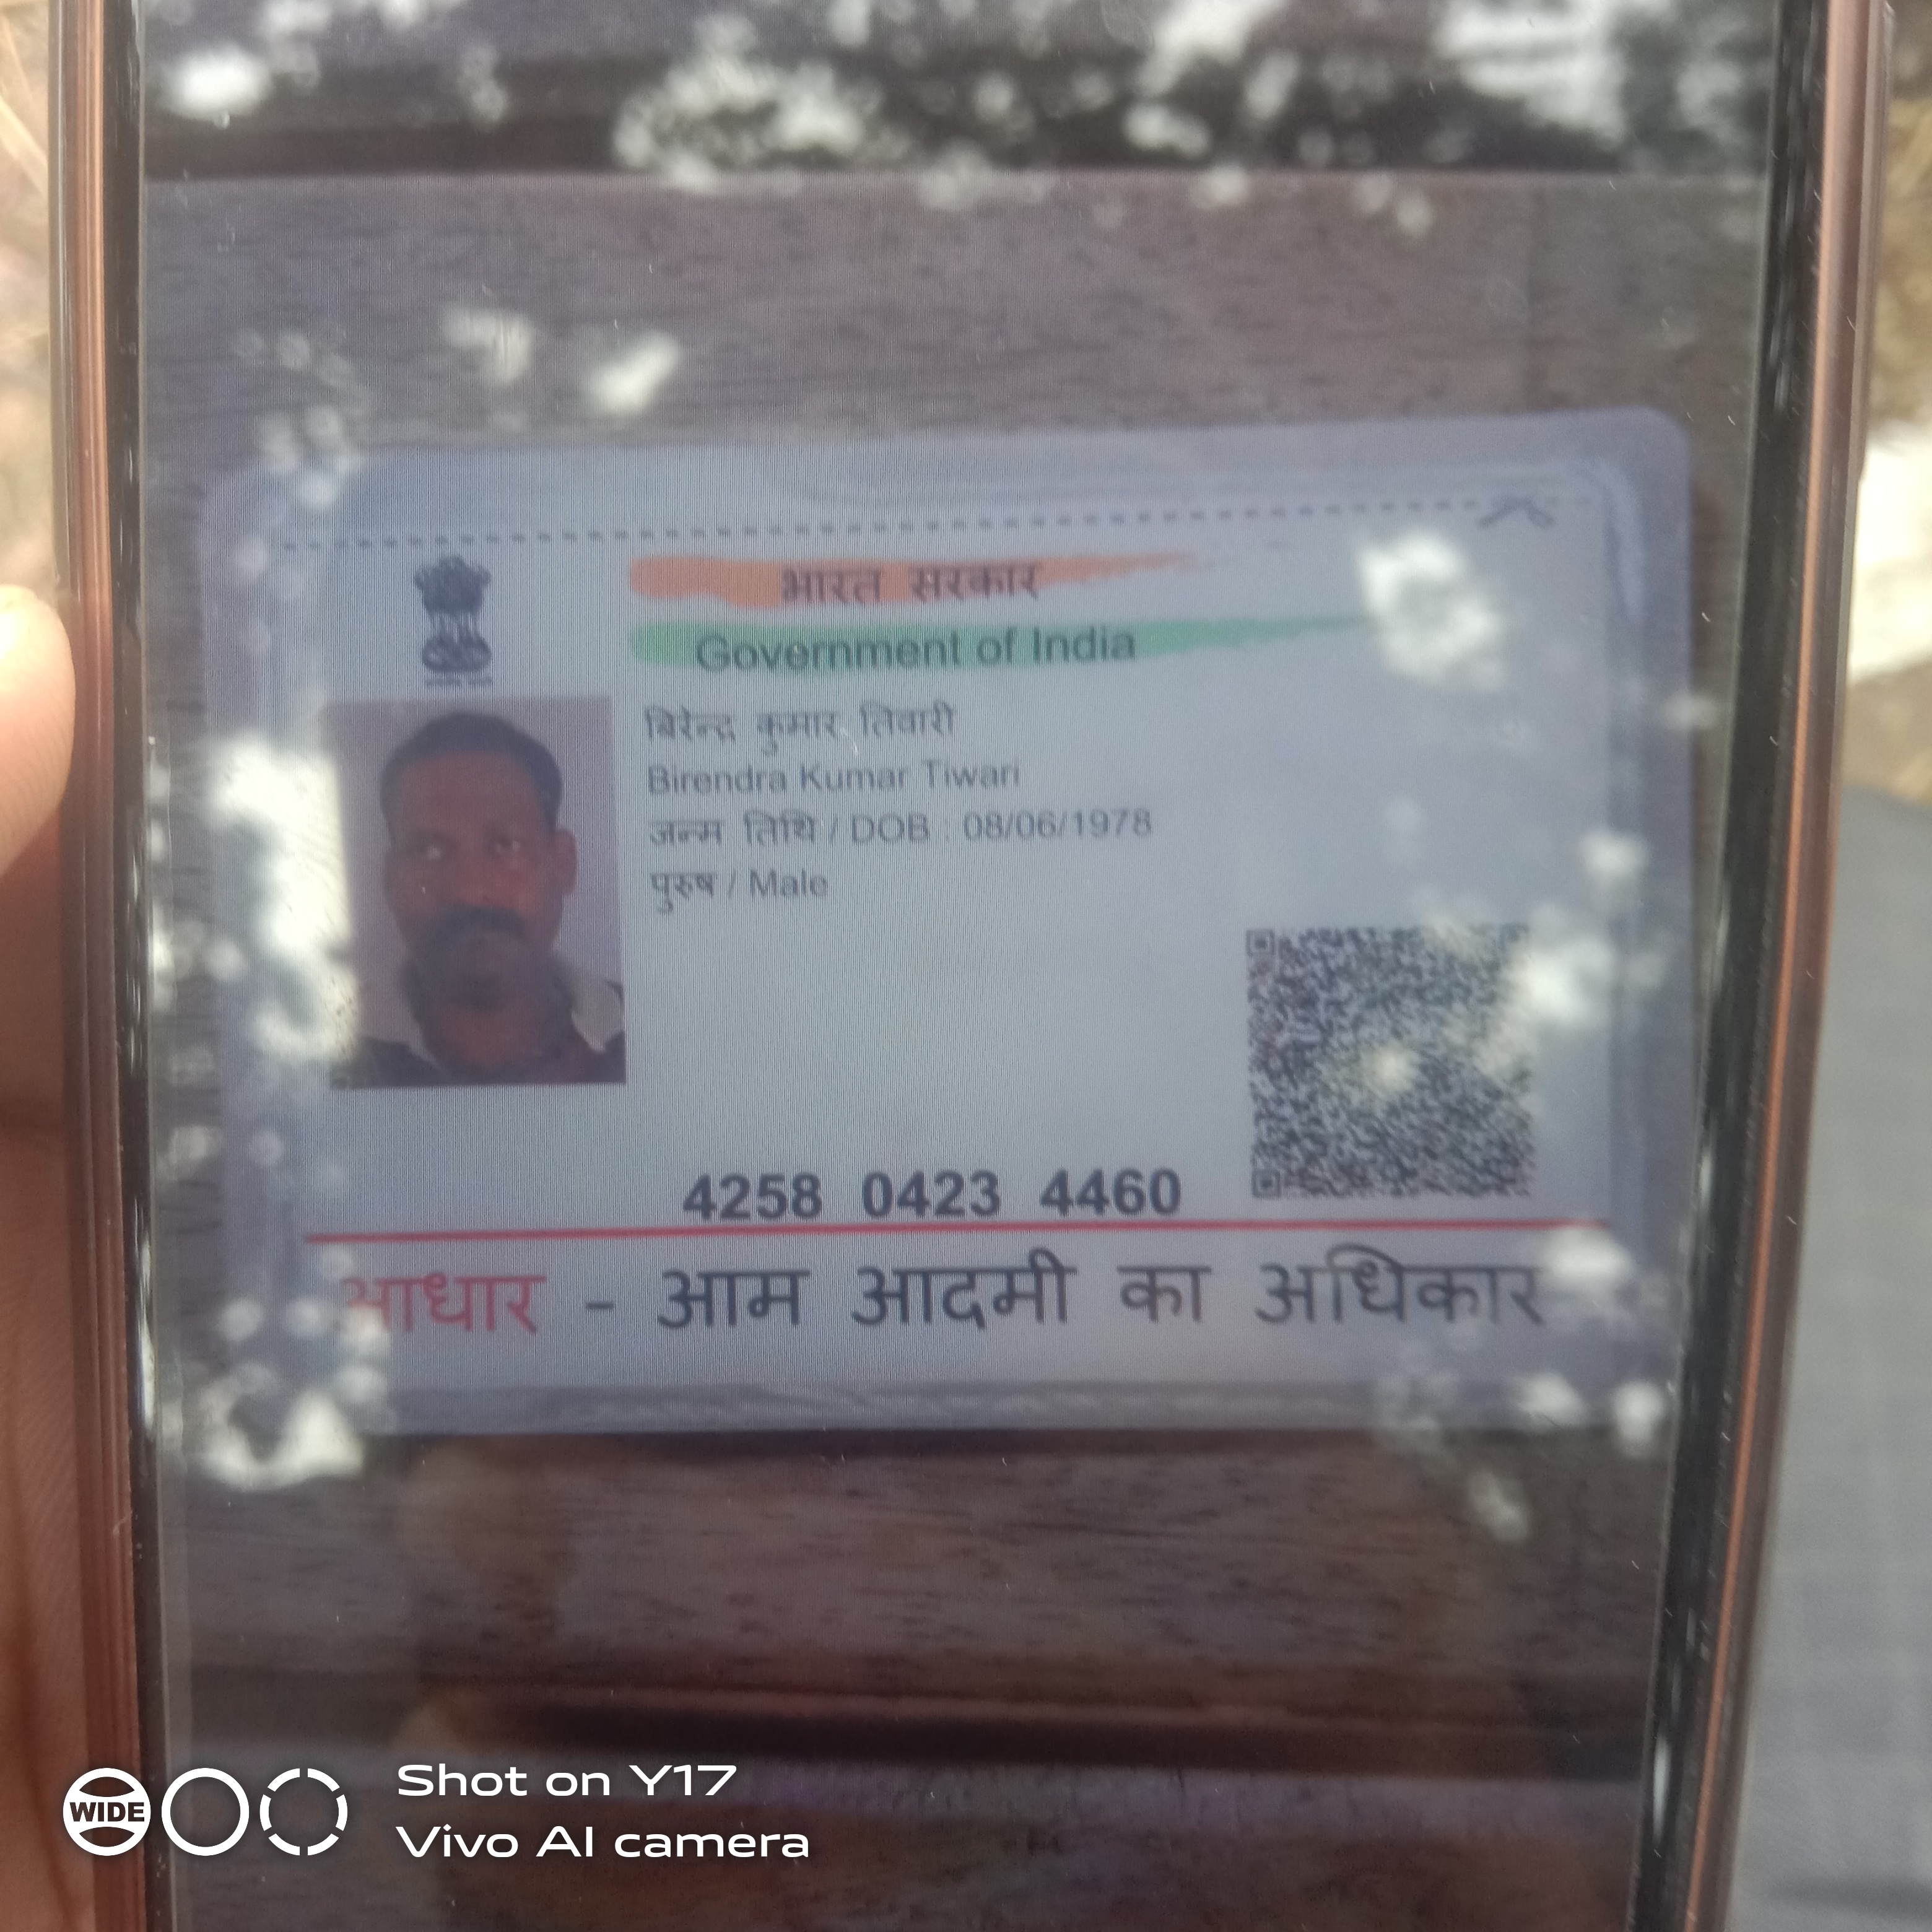 भारत सरकार
Government of India
बिरेन्द्र कुमार तिवारी
Birendra Kumar Tiwari
जन्म तिथि / DOB : 08/06/1978
पुरुष / Male
4258 0423 4460
आधार - आम आदमी का अधिकार
WIDE
Shot on Y17
Vivo AI camera